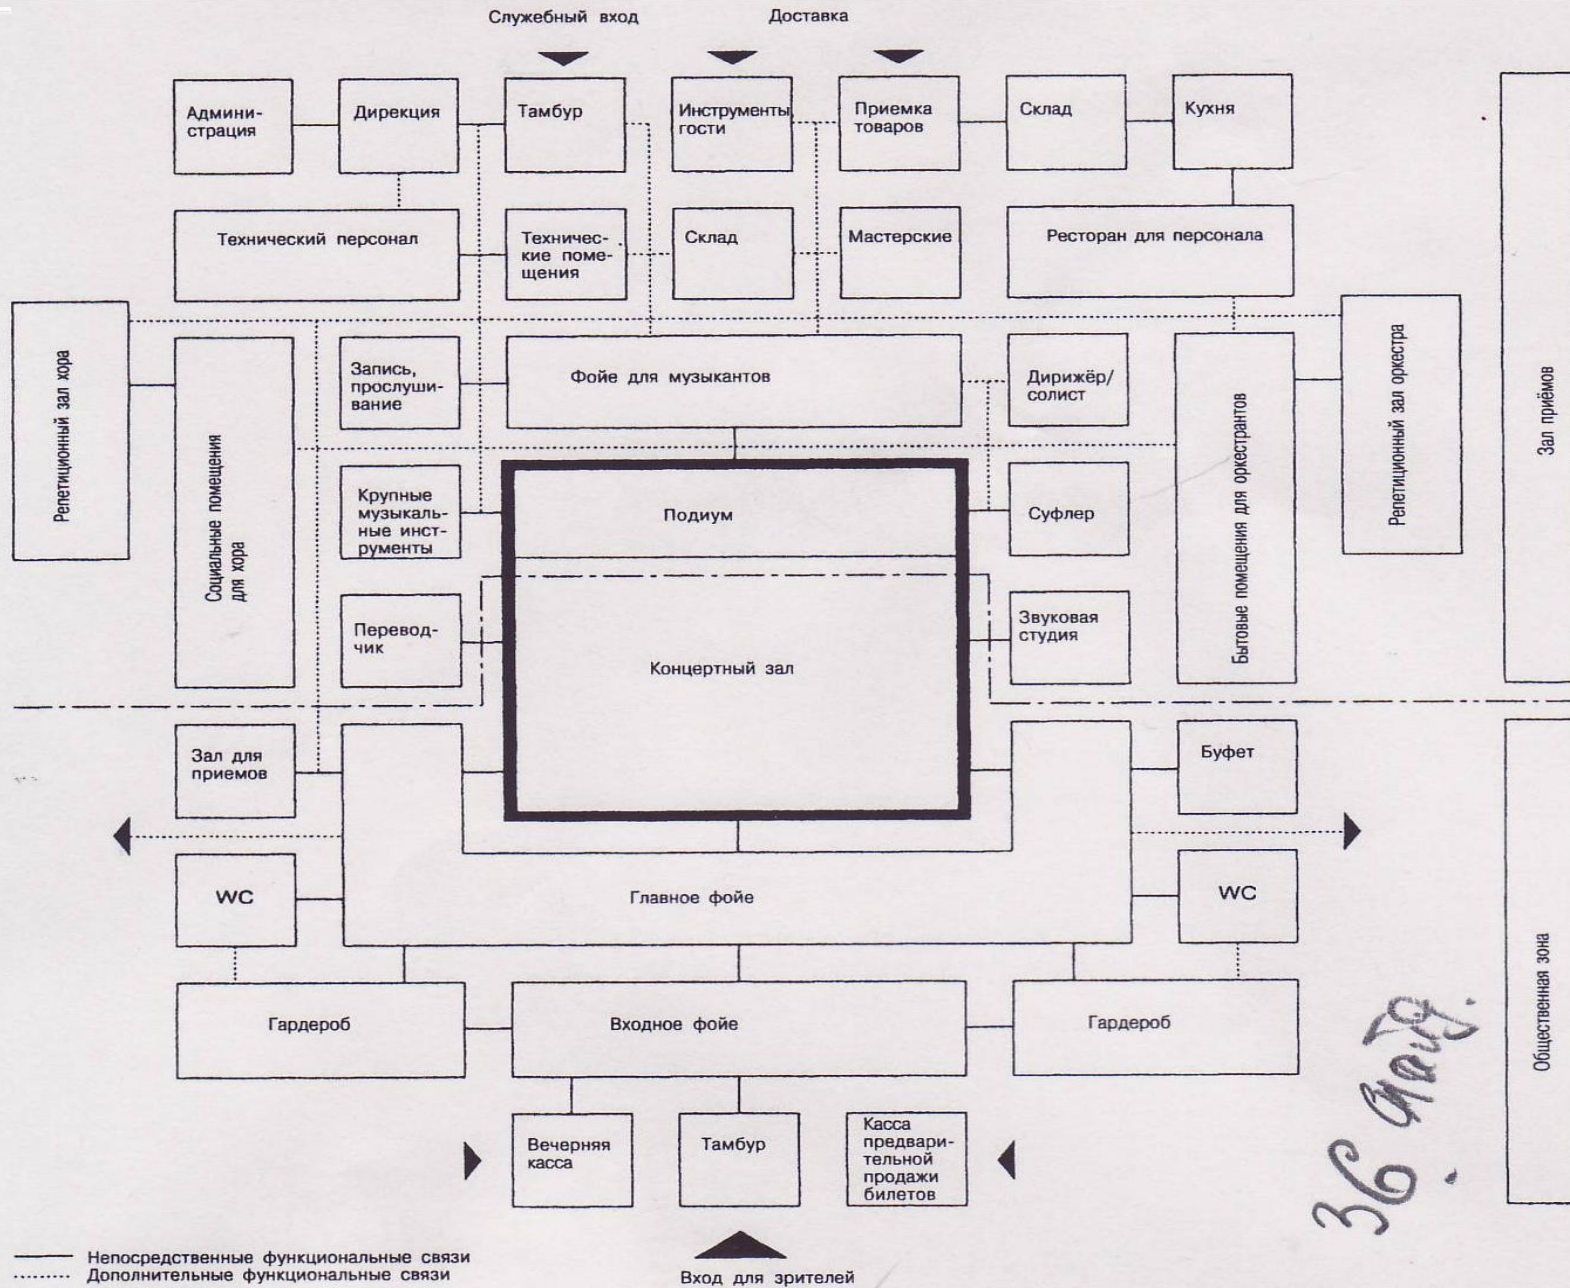 Служебный вход
Доставка
Админи-
страция
Дирекция
Тамбур
Инструменты
гости
Приемка
товаров
Склад
Кухня
Технический персонал
Техничес-
кие поме-
щения
Склад
Мастерские
Ресторан для персонала
Репетиционный зал хора
Социальные помещения
для хора
Запись,
прослуши-
вание
Фойе для музыкантов
Дирижёр/
солист
Бытовые помещения для оркестрантов
Репетиционный зал оркестра
Зал приёмов
Крупные
музыкаль-
ные инст-
рументы
Подиум
Суфлер
Перевод-
чик
Концертный зал
Звуковая
студия
Зал для
приемов
Буфет
WC
Главное фойе
WC
Гардероб
Входное фойе
Гардероб
Общественная зона
Вечерняя
касса
Тамбур
Касса
предвари-
тельной
продажи
билетов
36
Непосредственные функциональные связи
Дополнительные функциональные связи
Вход для зрителей